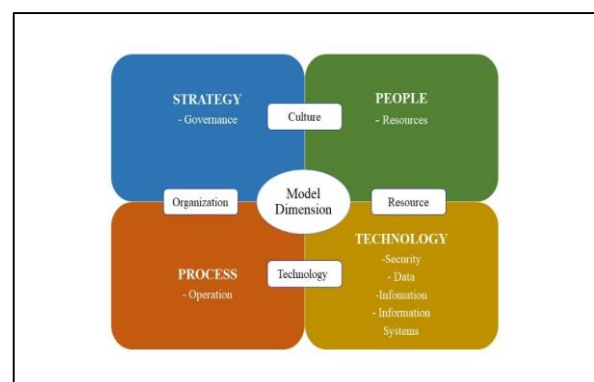 STRATEGY
- Governance
Culture
PEOPLE
- Resources
Organization
Model
Dimension
Resource
PROCESS
- Operation
Technology
TECHNOLOGY
-Security
- Data
-Infomation
- Information
Systems